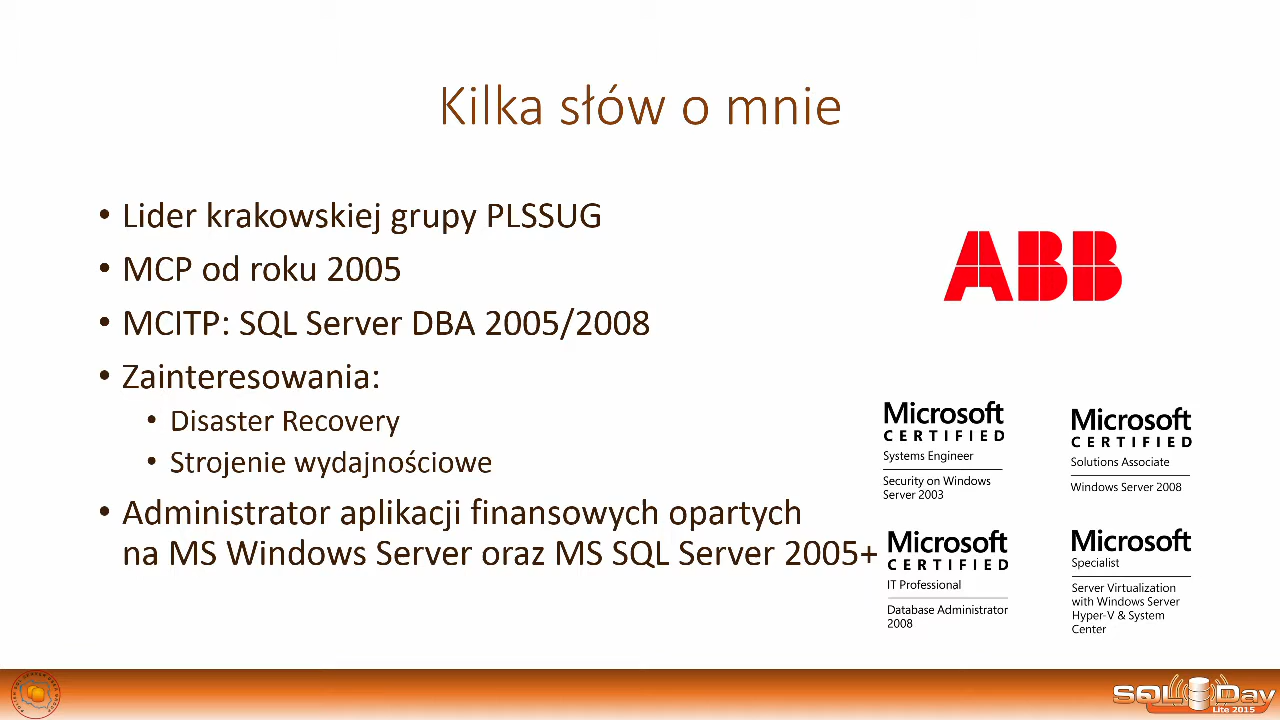 Kilka słów o mnie
• Lider krakowskiej grupy PLSSUG
• MCP od roku 2005
• MCITP: SQL Server DBA 2005/2008
• Zainteresowania:
• Disaster Recovery
• Strojenie wydajnościowe
• Administrator aplikacji finansowych opartych
na MS Windows Server oraz MS SQL Server 2005+
ABB
Microsoft
CERTIFIED
Systems Engineer
Security on Windows
Server 2003
Microsoft
CERTIFIED
Solutions Associate
Windows Server 2008
Microsoft
CERTIFIED
IT Professional
Database Administrator
2008
Microsoft
Specialist
Server Virtualization
with Windows Server
Hyper-V & System
Center
SQL Day
Lite 2015